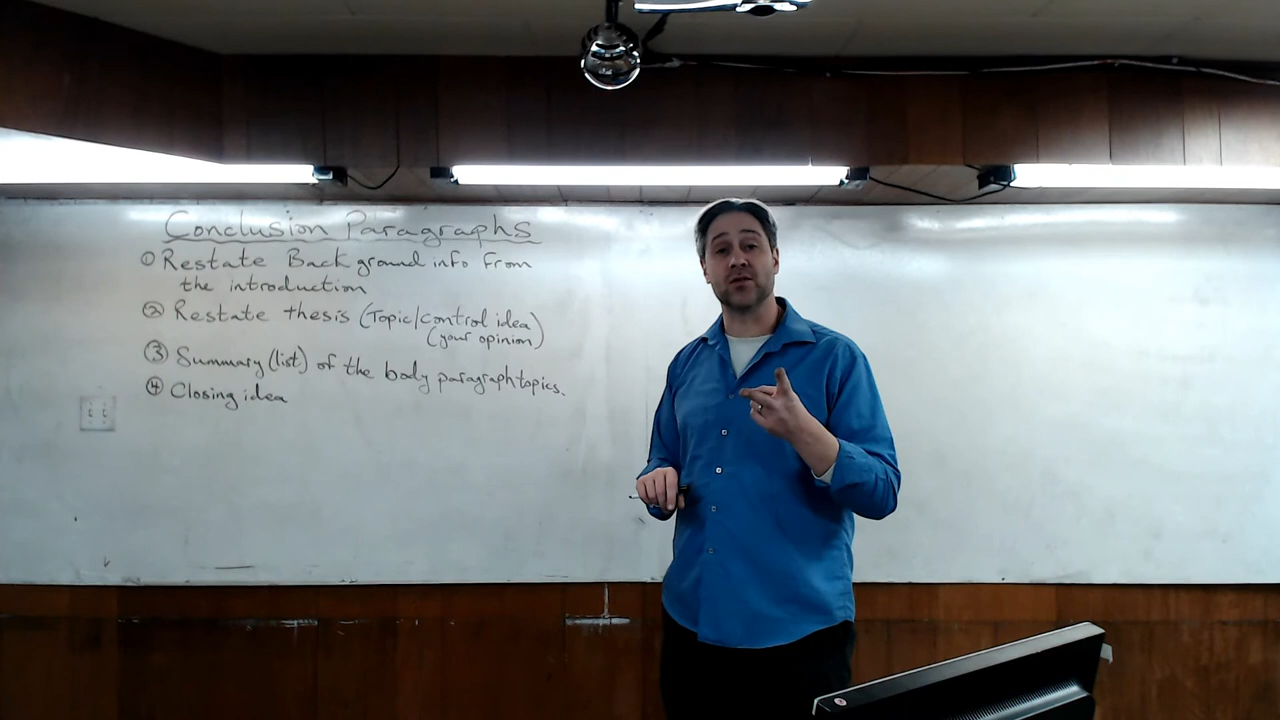 Conclusion Paragraphs
① Restate Background info from
the introduction
② Restate thesis (Topic/control idea)
(your opinion)
③ Summary (list) of the body paragraph topics.
④ Closing idea